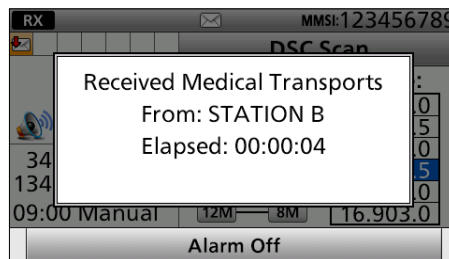 RX MMSI:123456789
DSC Scan
Received Medical Transports
From: STATION B
Elapsed: 00:00:04
34
134
09:00 Manual 12M 8M 16.903.0
Alarm Off